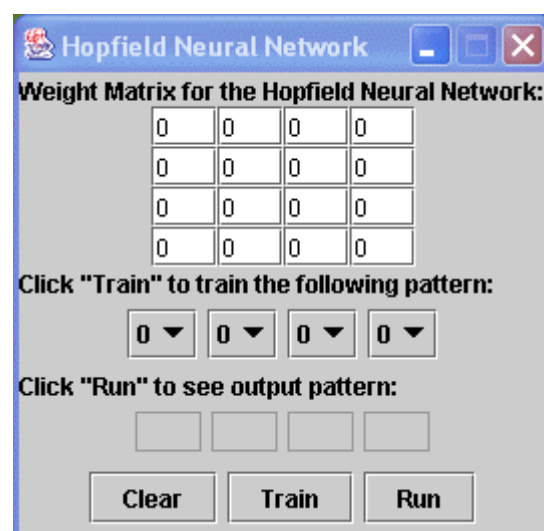 Hopfield Neural Network
Weight Matrix for the Hopfield Neural Network:
0 0 0 0
0 0 0 0
0 0 0 0
0 0 0 0
Click "Train" to train the following pattern:
0 0 0 0
Click "Run" to see output pattern:
Clear Train Run